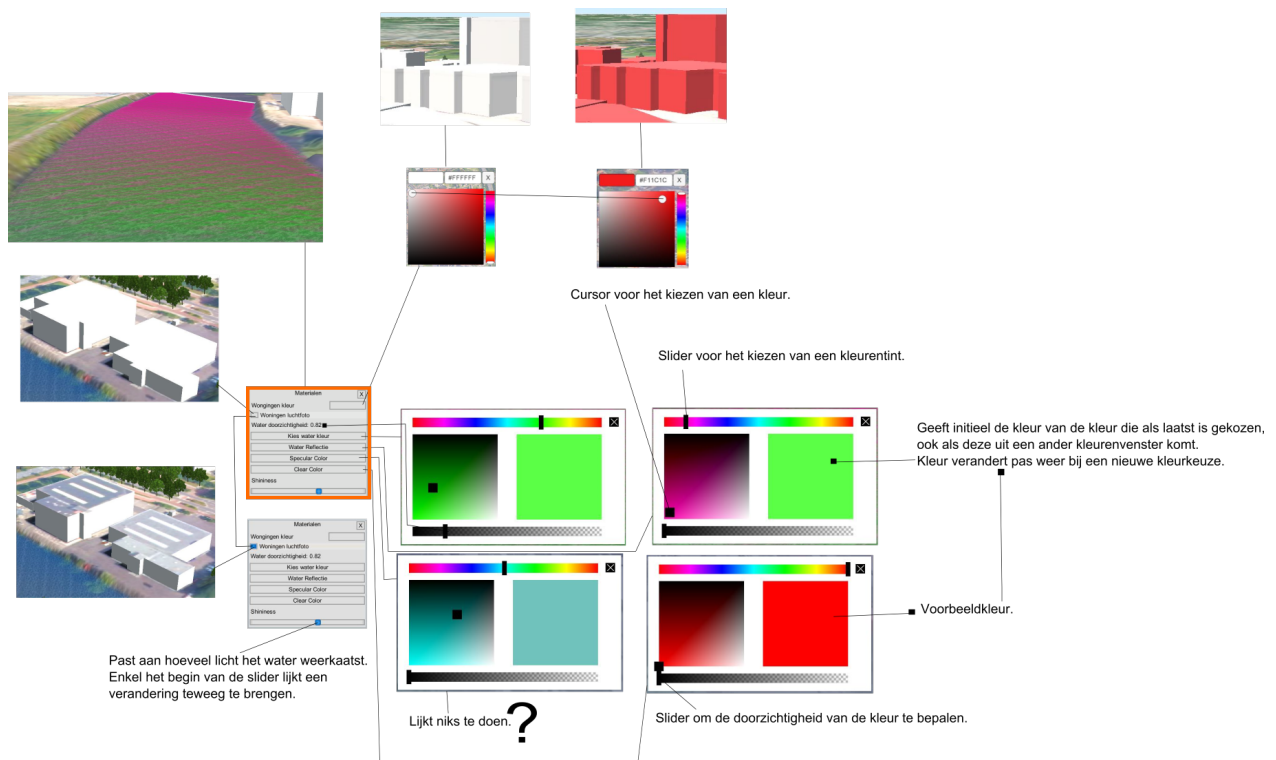 #FFFFFF X
#F11C1C X
Cursor voor het kiezen van een kleur.
Slider voor het kiezen van een kleurentint.
Materialen X
Wongingen kleur
Woningen luchtfoto
Water doorzichtigheid: 0.82
Kies water kleur
Water Reflectie
Specular Color
Clear Color
Shininess
Geeft initieel de kleur van de kleur die als laatst is gekozen,
ook als deze uit een ander kleurenvenster komt.
Kleur verandert pas weer bij een nieuwe kleurkeuze.
Materialen X
Wongingen kleur
Woningen luchtfoto
Water doorzichtigheid: 0.82
Kies water kleur
Water Reflectie
Specular Color
Clear Color
Shininess
Voorbeeldkleur.
Past aan hoeveel licht het water weerkaatst.
Enkel het begin van de slider lijkt een
verandering teweeg te brengen.
Lijkt niks te doen.?
Slider om de doorzichtigheid van de kleur te bepalen.